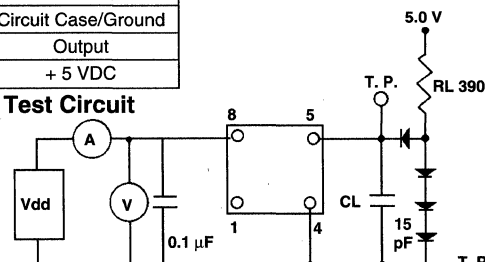 Circuit Case/Ground
Output
+ 5 VDC
Test Circuit
5.0 V
T. P.
RL 390
A
8
5
Vdd
V
CL
1
4
15
pF
0.1 µF
T. P